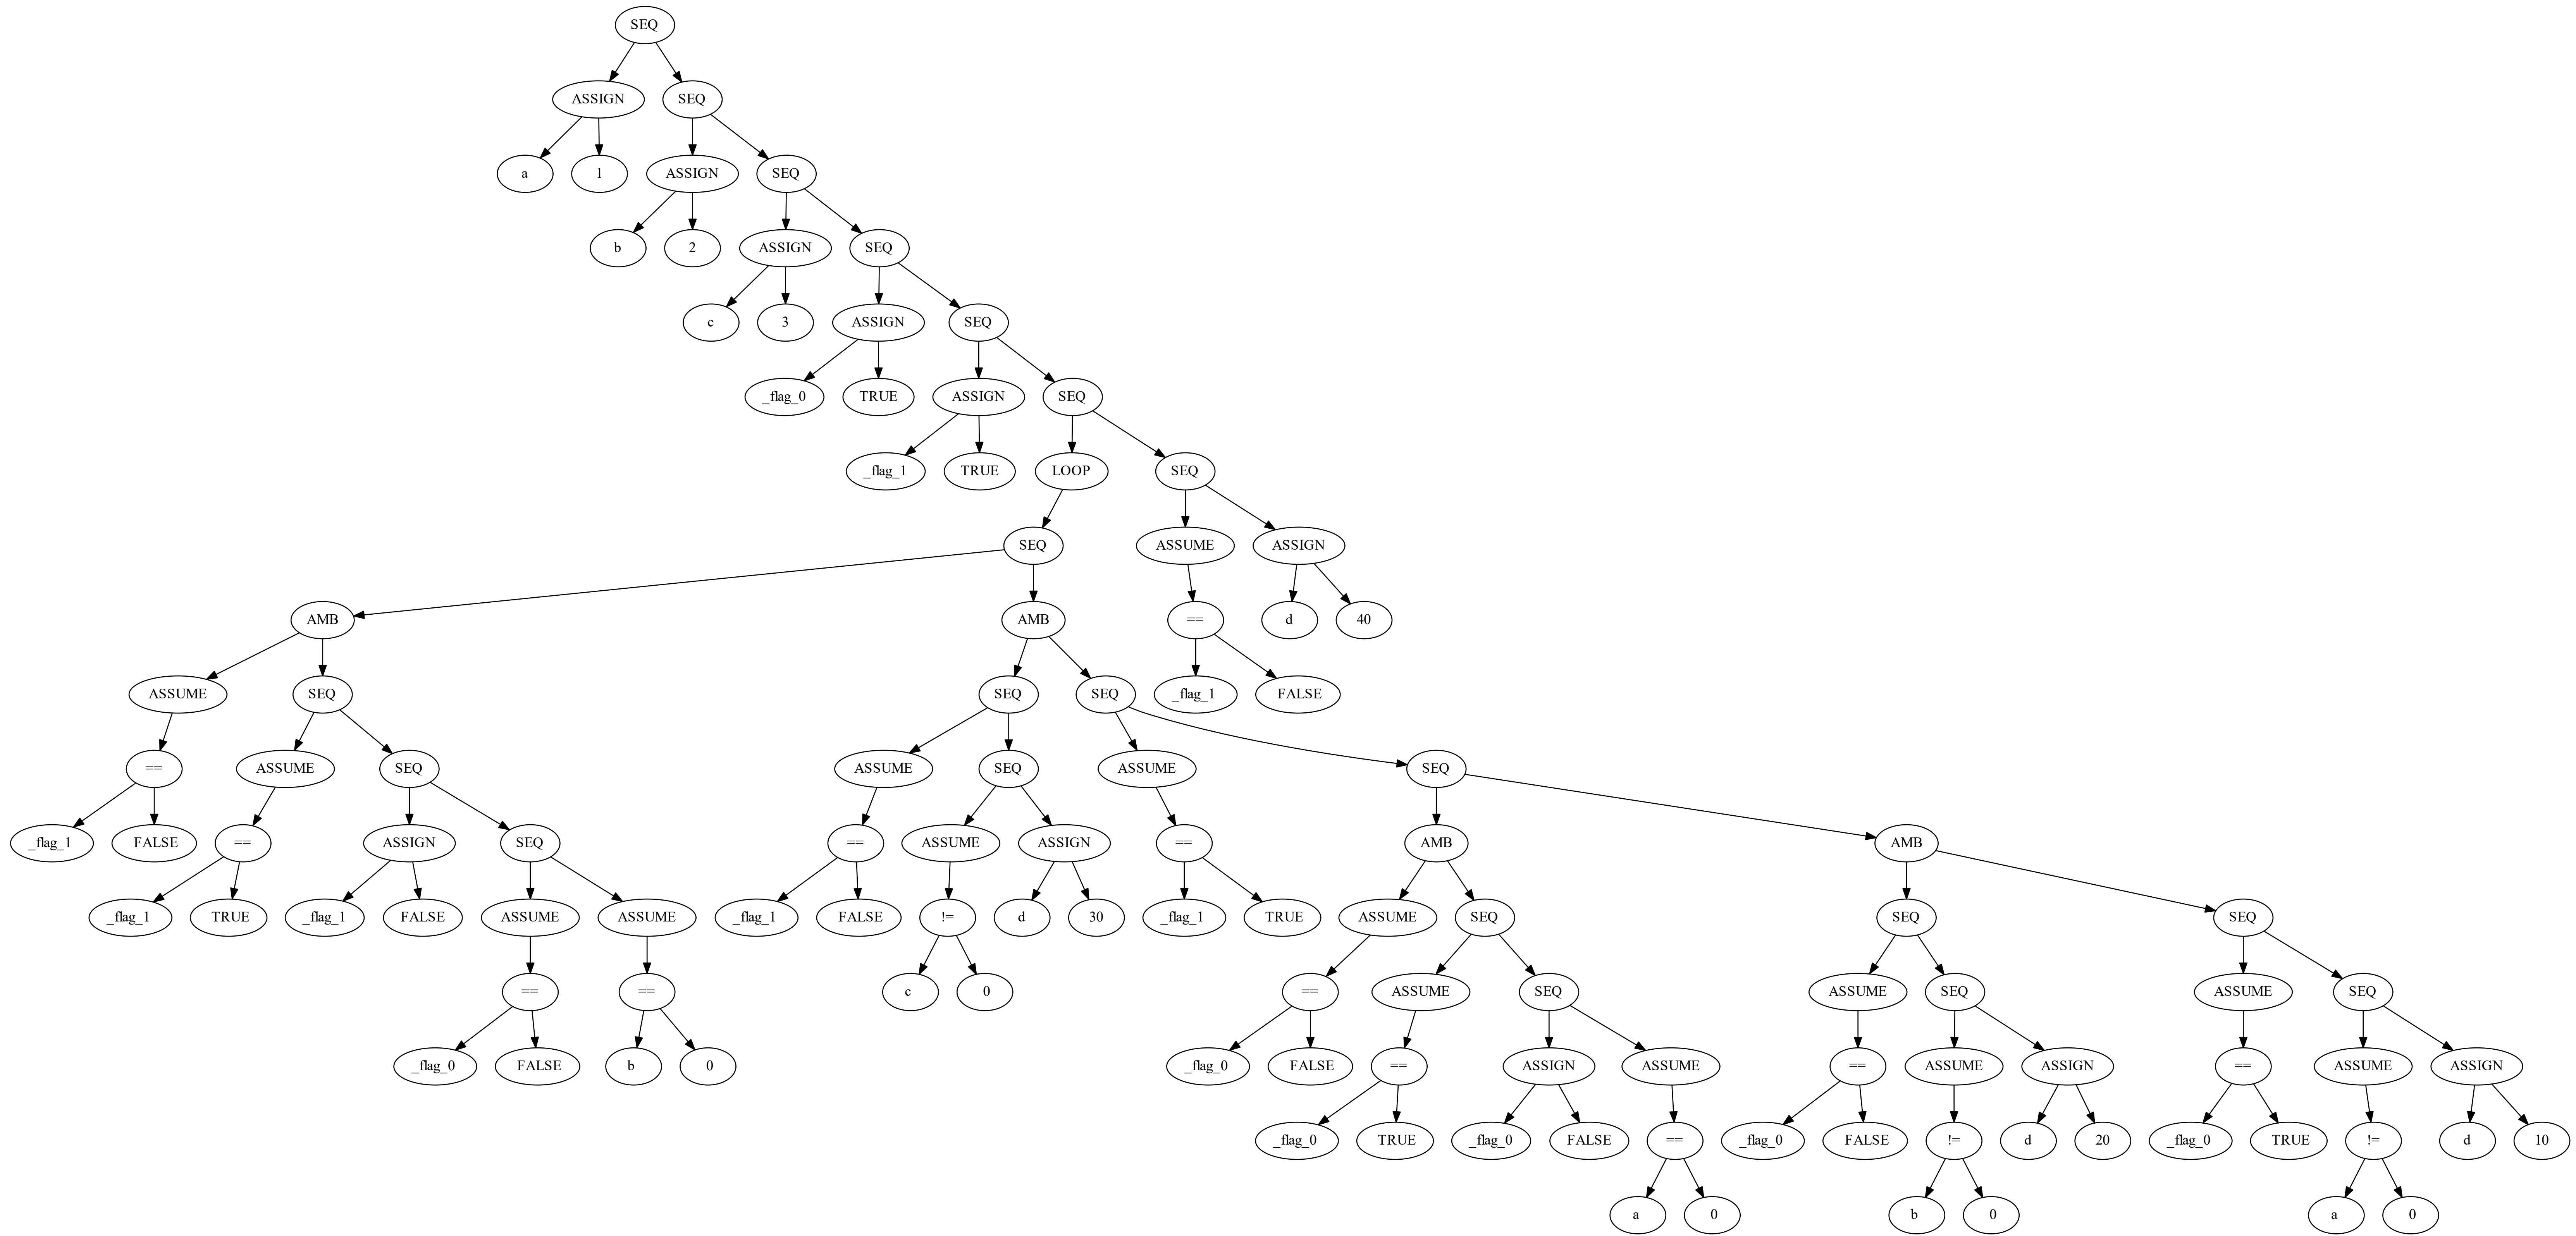 SEQ
ASSIGN SEQ
a 1 ASSIGN SEQ
b 2 ASSIGN SEQ
c 3 ASSIGN SEQ
_flag_0 TRUE ASSIGN SEQ
_flag_1 TRUE LOOP SEQ
SEQ ASSUME ASSIGN
AMB AMB == d 40
ASSUME SEQ SEQ SEQ _flag_1 FALSE
== ASSUME SEQ ASSUME SEQ ASSUME SEQ
_flag_1 FALSE == ASSIGN SEQ == ASSUME ASSIGN == AMB AMB
_flag_1 TRUE _flag_1 FALSE ASSUME ASSUME _flag_1 FALSE != d 30 _flag_1 TRUE ASSUME SEQ SEQ SEQ
== == c 0 == ASSUME SEQ ASSUME SEQ ASSUME SEQ
_flag_0 FALSE b 0 _flag_0 FALSE == ASSIGN ASSUME == ASSUME ASSIGN == ASSUME ASSIGN
_flag_0 TRUE _flag_0 FALSE == _flag_0 FALSE != d 20 _flag_0 TRUE != d 10
a 0 b 0 a 0